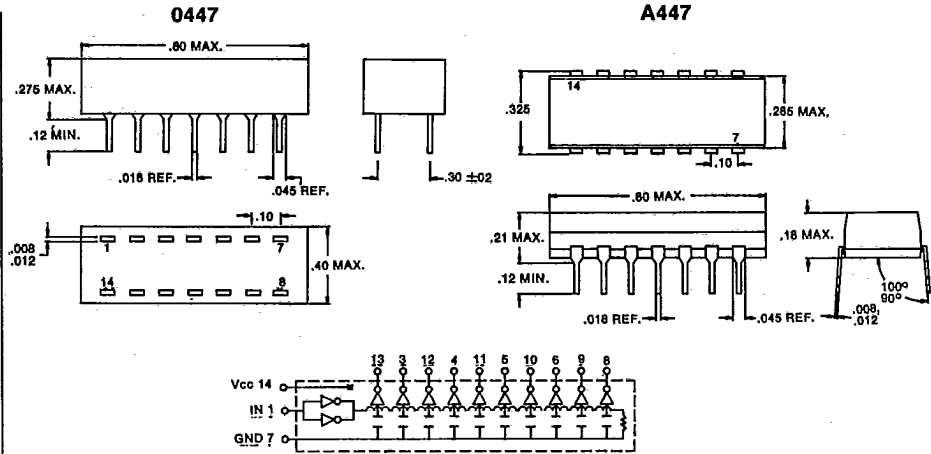 0447
A447
.80 MAX.
.275 MAX.
.12 MIN.
.018 REF.
.045 REF.
.30 ±02
14
.325
.285 MAX.
7
.10
.10
.008
.012
1
7
14
8
.40 MAX.
.80 MAX.
.21 MAX.
.12 MIN.
.018 REF.
.045 REF.
.18 MAX.
100°
90°
.008,
.012
13 3 12 4 11 5 10 6 9 8
Vcc 14
IN 1
GND 7